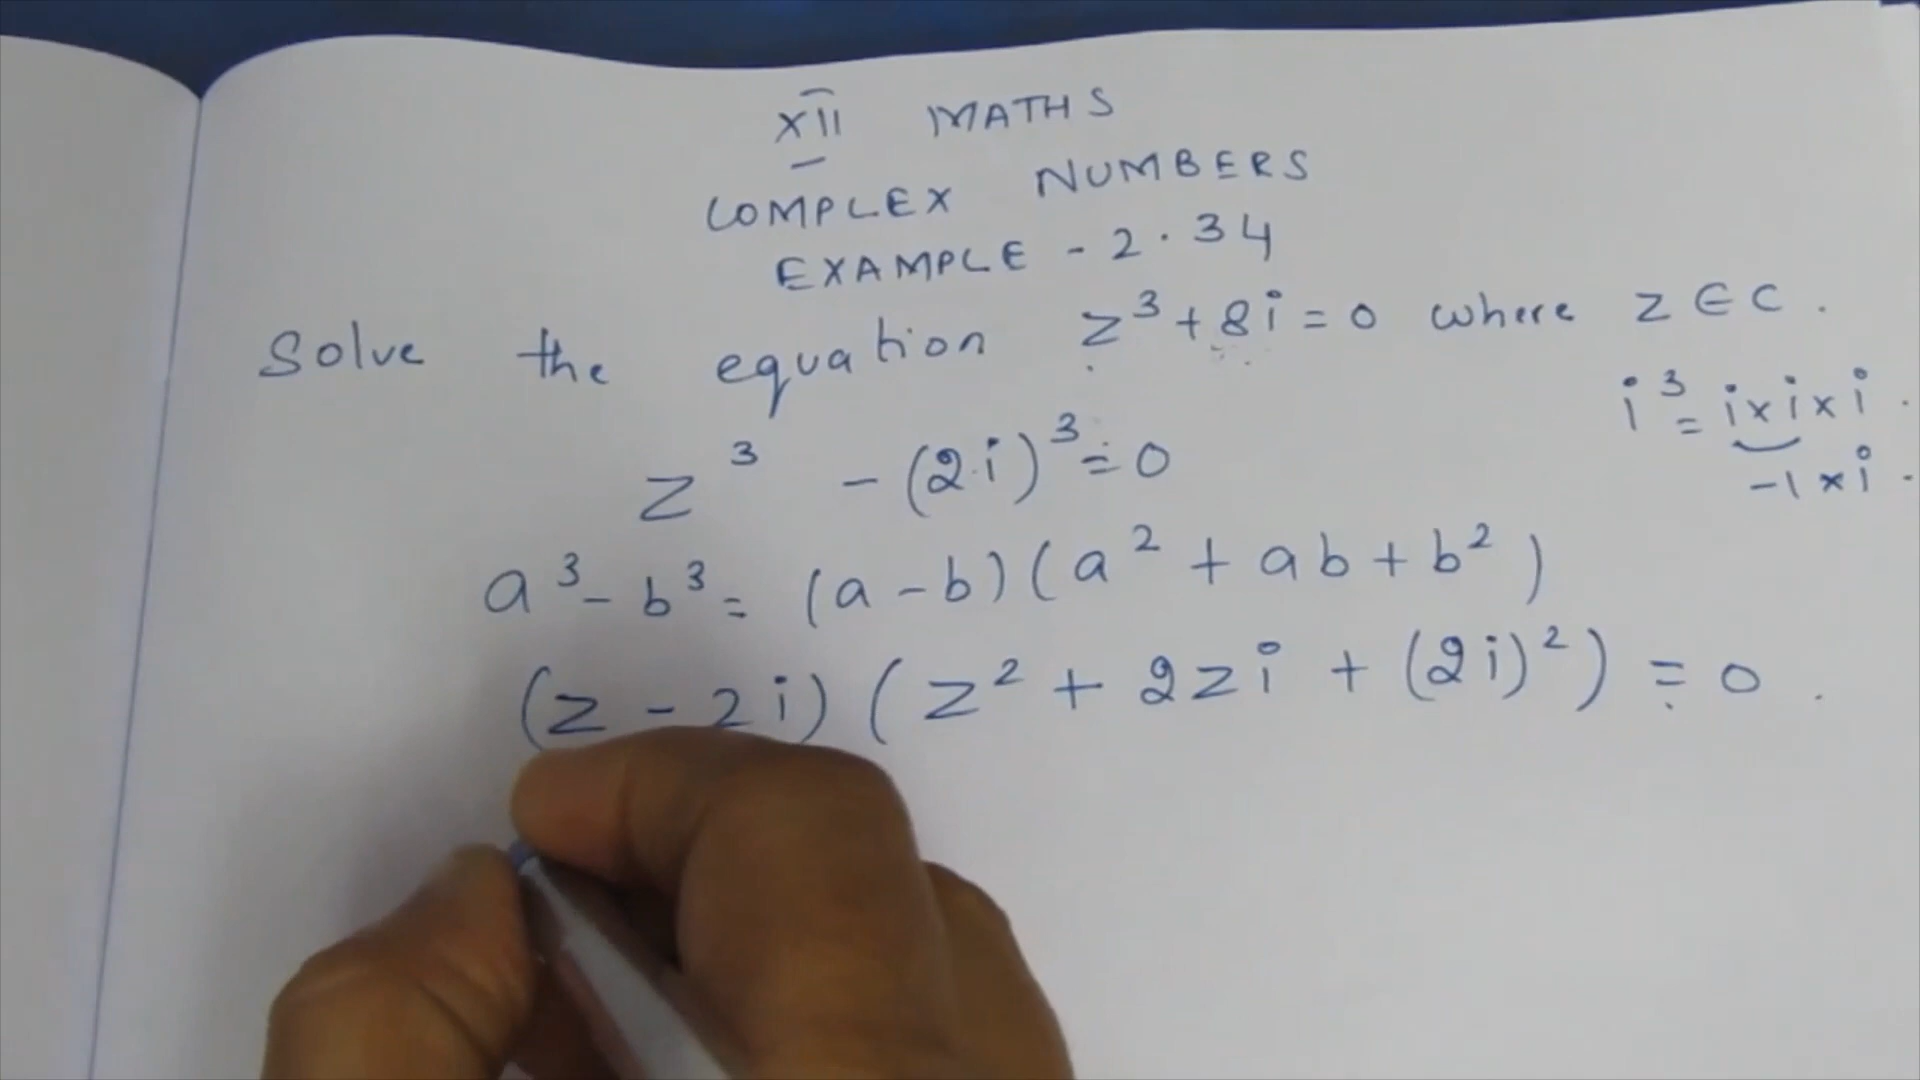 XII MATHS
COMPLEX NUMBERS
EXAMPLE - 2.34
Solve the equation z³ + 8i = 0 where z ∈ C.
i³ = i×i×i.
-1×i.
z³ - (2i)³ = 0
a³ - b³ = (a - b)(a² + ab + b²)
(z - 2i)(z² + 2zi + (2i)²) = 0.